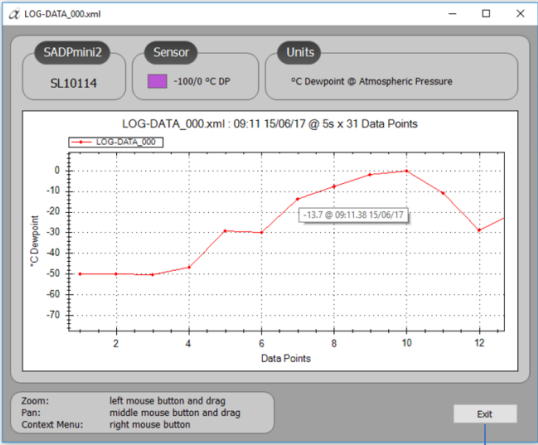 LOG-DATA_000.xml
SADPmini2
SL10114
Sensor
-100/0 ºC DP
Units
ºC Dewpoint @ Atmospheric Pressure
LOG-DATA_000.xml : 09:11 15/06/17 @ 5s x 31 Data Points
LOG-DATA_000
0
-10
-20
-30
-40
-50
-60
-70
°C Dewpoint
-13.7 @ 09:11.38 15/06/17
2
4
6
8
10
12
Data Points
Zoom: left mouse button and drag
Pan: middle mouse button and drag
Context Menu: right mouse button
Exit